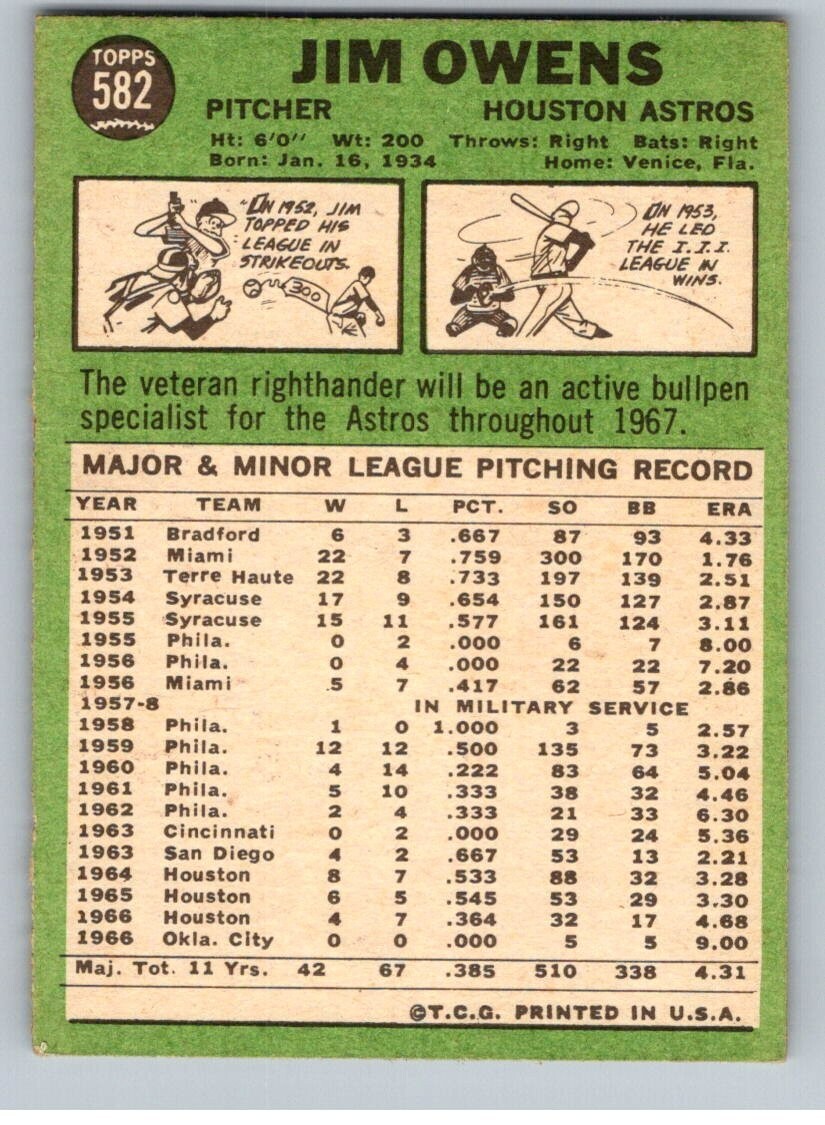 TOPPS
582
JIM OWENS
PITCHER HOUSTON ASTROS
Ht: 6'0" Wt: 200 Throws: Right Bats: Right
Born: Jan. 16, 1934 Home: Venice, Fla.
"IN 1952, JIM
TOPPED HIS
LEAGUE IN
STRIKEOUTS.
300
IN 1953,
HE LED
THE I.I.I.
LEAGUE IN
WINS.
The veteran righthander will be an active bullpen
specialist for the Astros throughout 1967.
MAJOR & MINOR LEAGUE PITCHING RECORD
YEAR TEAM W L PCT. SO BB ERA
1951 Bradford 6 3 .667 87 93 4.33
1952 Miami 22 7 .759 300 170 1.76
1953 Terre Haute 22 8 .733 197 139 2.51
1954 Syracuse 17 9 .654 150 127 2.87
1955 Syracuse 15 11 .577 161 124 3.11
1955 Phila. 0 2 .000 6 7 8.00
1956 Phila. 0 4 .000 22 22 7.20
1956 Miami 5 7 .417 62 57 2.86
1957-8 IN MILITARY SERVICE
1958 Phila. 1 0 1.000 3 5 2.57
1959 Phila. 12 12 .500 135 73 3.22
1960 Phila. 4 14 .222 83 64 5.04
1961 Phila. 5 10 .333 38 32 4.46
1962 Phila. 2 4 .333 21 33 6.30
1963 Cincinnati 0 2 .000 29 24 5.36
1963 San Diego 4 2 .667 53 13 2.21
1964 Houston 8 7 .533 88 32 3.28
1965 Houston 6 5 .545 53 29 3.30
1966 Houston 4 7 .364 32 17 4.68
1966 Okla. City 0 0 .000 5 5 9.00
Maj. Tot. 11 Yrs. 42 67 .385 510 338 4.31
©T.C.G. PRINTED IN U.S.A.